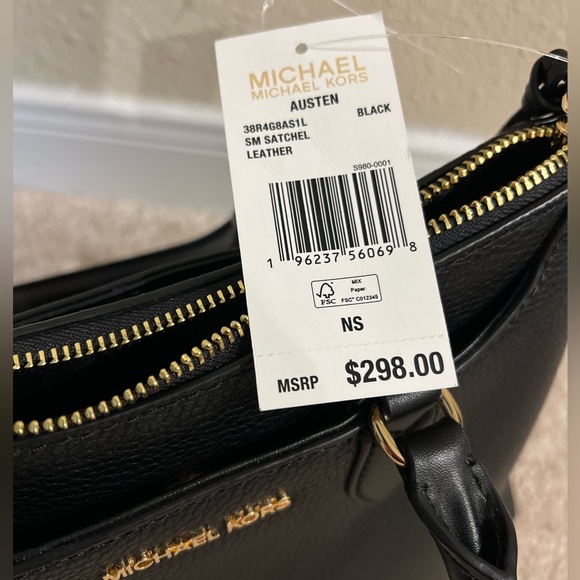 MICHAEL
MICHAEL KORS
AUSTEN
38R4G8AS1L BLACK
SM SATCHEL
LEATHER
S980-0001
1 96237 56069 8
FSC
MIX
Paper
FSC® C012345
NS
MSRP $298.00
MICHAEL KORS